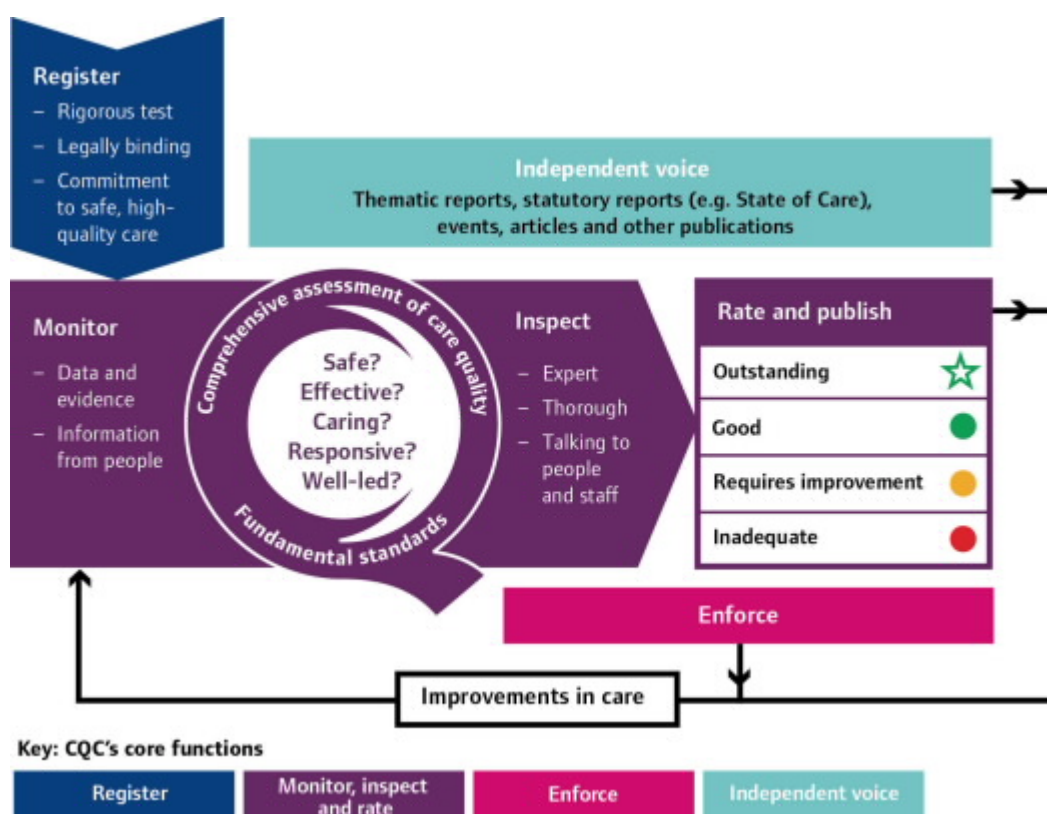 Register
– Rigorous test
– Legally binding
– Commitment
to safe, high-
quality care
Independent voice
Thematic reports, statutory reports (e.g. State of Care),
events, articles and other publications
Monitor
– Data and
evidence
– Information
from people
Comprehensive assessment of care quality
Safe?
Effective?
Caring?
Responsive?
Well-led?
Fundamental standards
Inspect
– Expert
– Thorough
– Talking to
people
and staff
Rate and publish
Outstanding
Good
Requires improvement
Inadequate
Enforce
Improvements in care
Key: CQC's core functions
Register
Monitor, inspect
and rate
Enforce
Independent voice